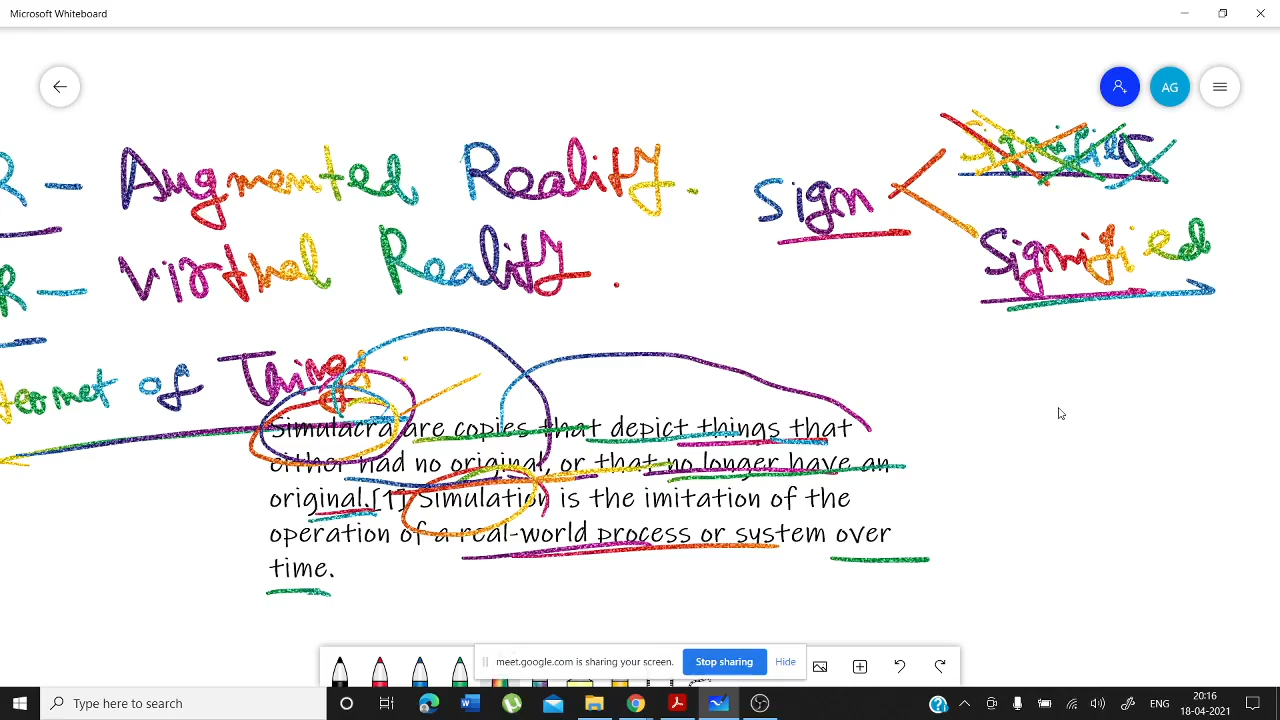 Microsoft Whiteboard
AG
R - Augmented Reality.
Sign
Signified
R - Virtual Reality.
ternet of Things
Simulacra are copies that depict things that
either had no original, or that no longer have an
original.[1] Simulation is the imitation of the
operation of a real-world process or system over
time.
meet.google.com is sharing your screen.
Stop sharing
Hide
Type here to search
ENG
20:16
18-04-2021